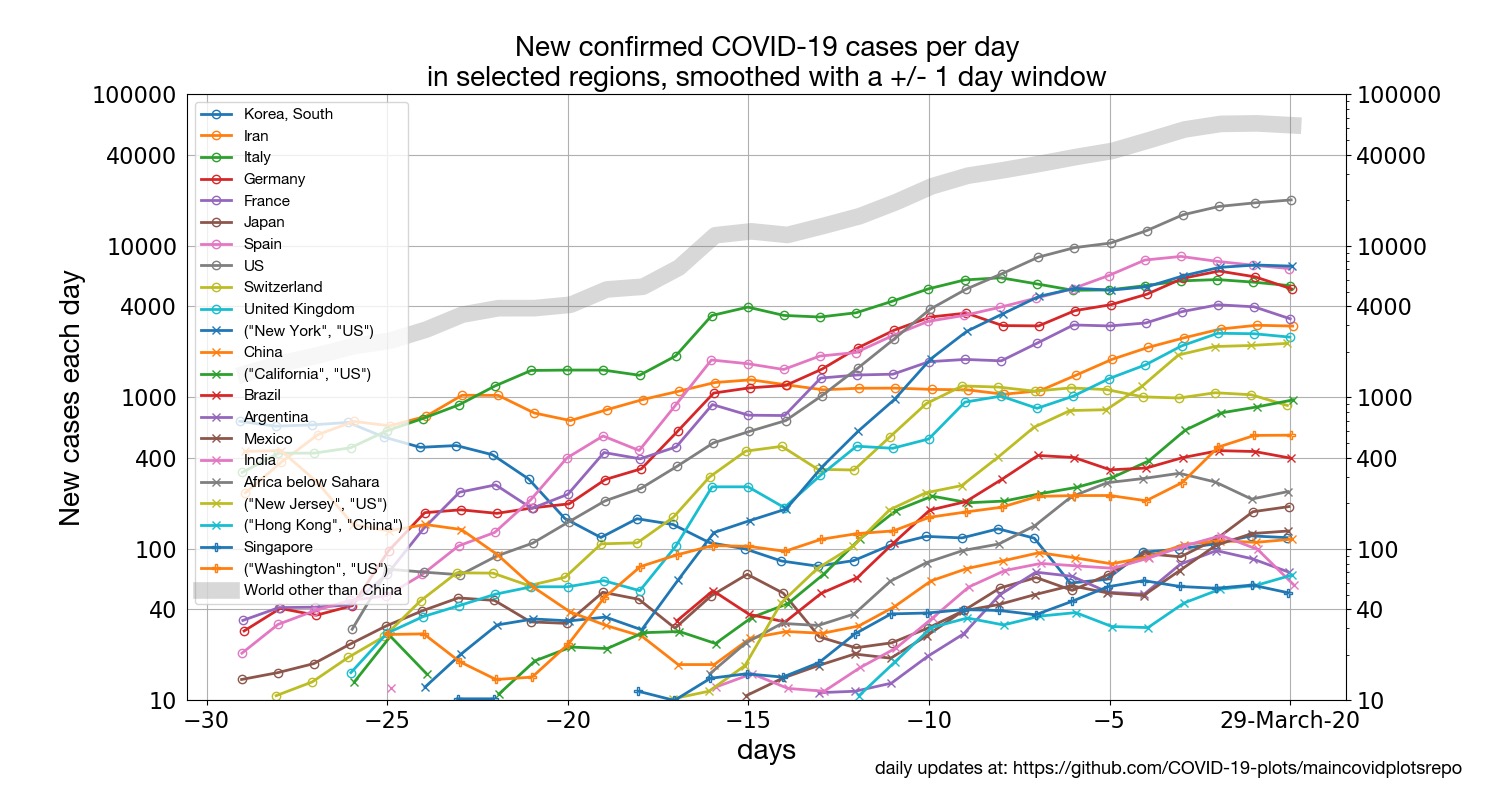 New confirmed COVID-19 cases per day
in selected regions, smoothed with a +/- 1 day window
100000
40000
10000
4000
1000
400
100
40
10
New cases each day
Korea, South
Iran
Italy
Germany
France
Japan
Spain
US
Switzerland
United Kingdom
("New York", "US")
China
("California", "US")
Brazil
Argentina
Mexico
India
Africa below Sahara
("New Jersey", "US")
("Hong Kong", "China")
Singapore
("Washington", "US")
World other than China
100000
40000
10000
4000
1000
400
100
40
10
−30
−25
−20
−15
−10
−5
29-March-20
days
daily updates at: https://github.com/COVID-19-plots/maincovidplotsrepo